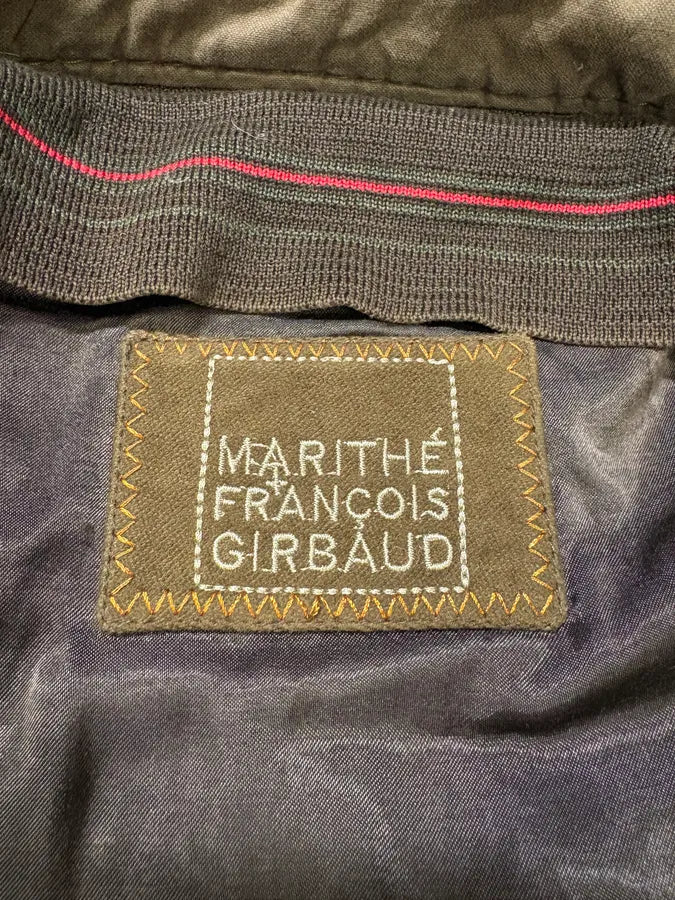 MARITHÉ
+
FRANÇOIS
GIRBAUD